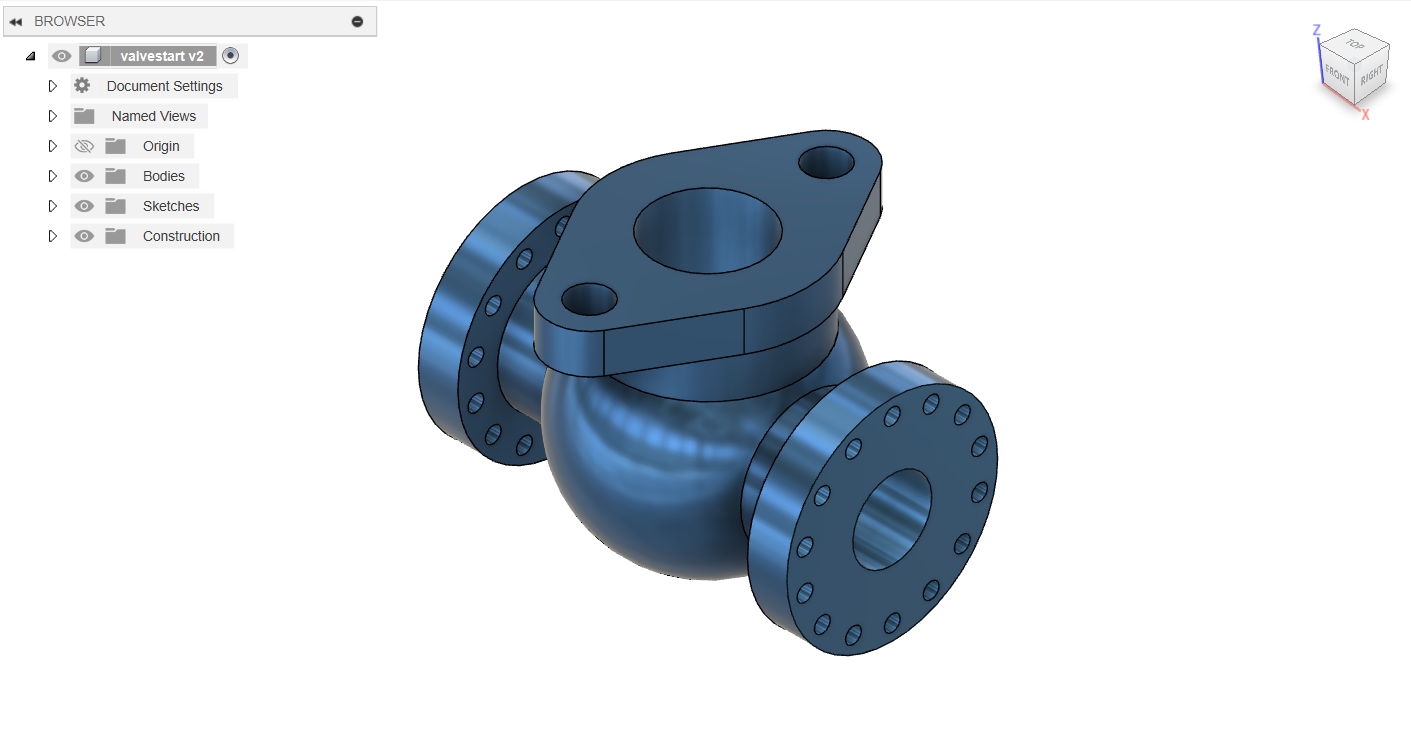 BROWSER
valvestart v2
Document Settings
Named Views
Origin
Bodies
Sketches
Construction
Z
TOP
FRONT
RIGHT
X